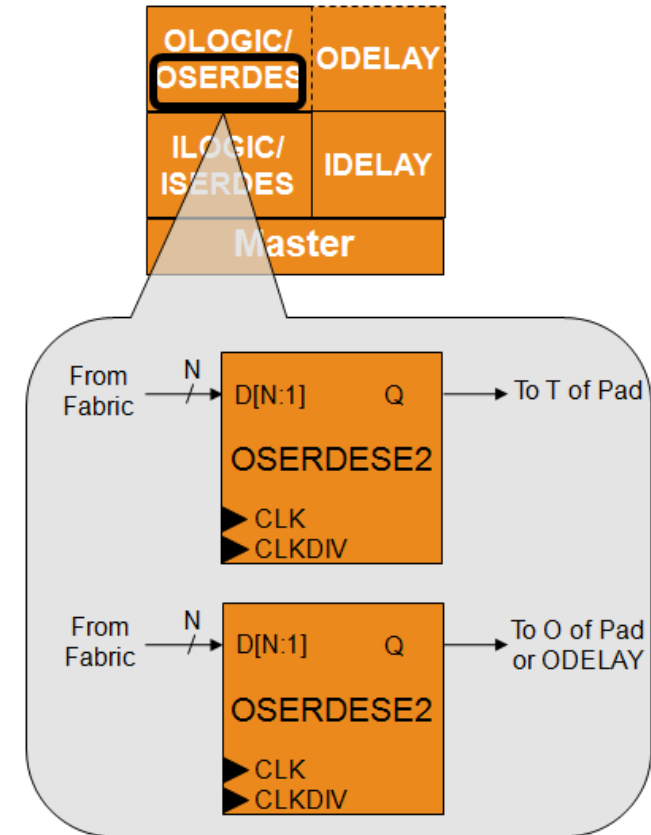 OLOGIC/
OSERDES
ODELAY
ILOGIC/
ISERDES
IDELAY
Master
From
Fabric
N
D[N:1]
Q
To T of Pad
OSERDESE2
CLK
CLKDIV
From
Fabric
N
D[N:1]
Q
To O of Pad
or ODELAY
OSERDESE2
CLK
CLKDIV